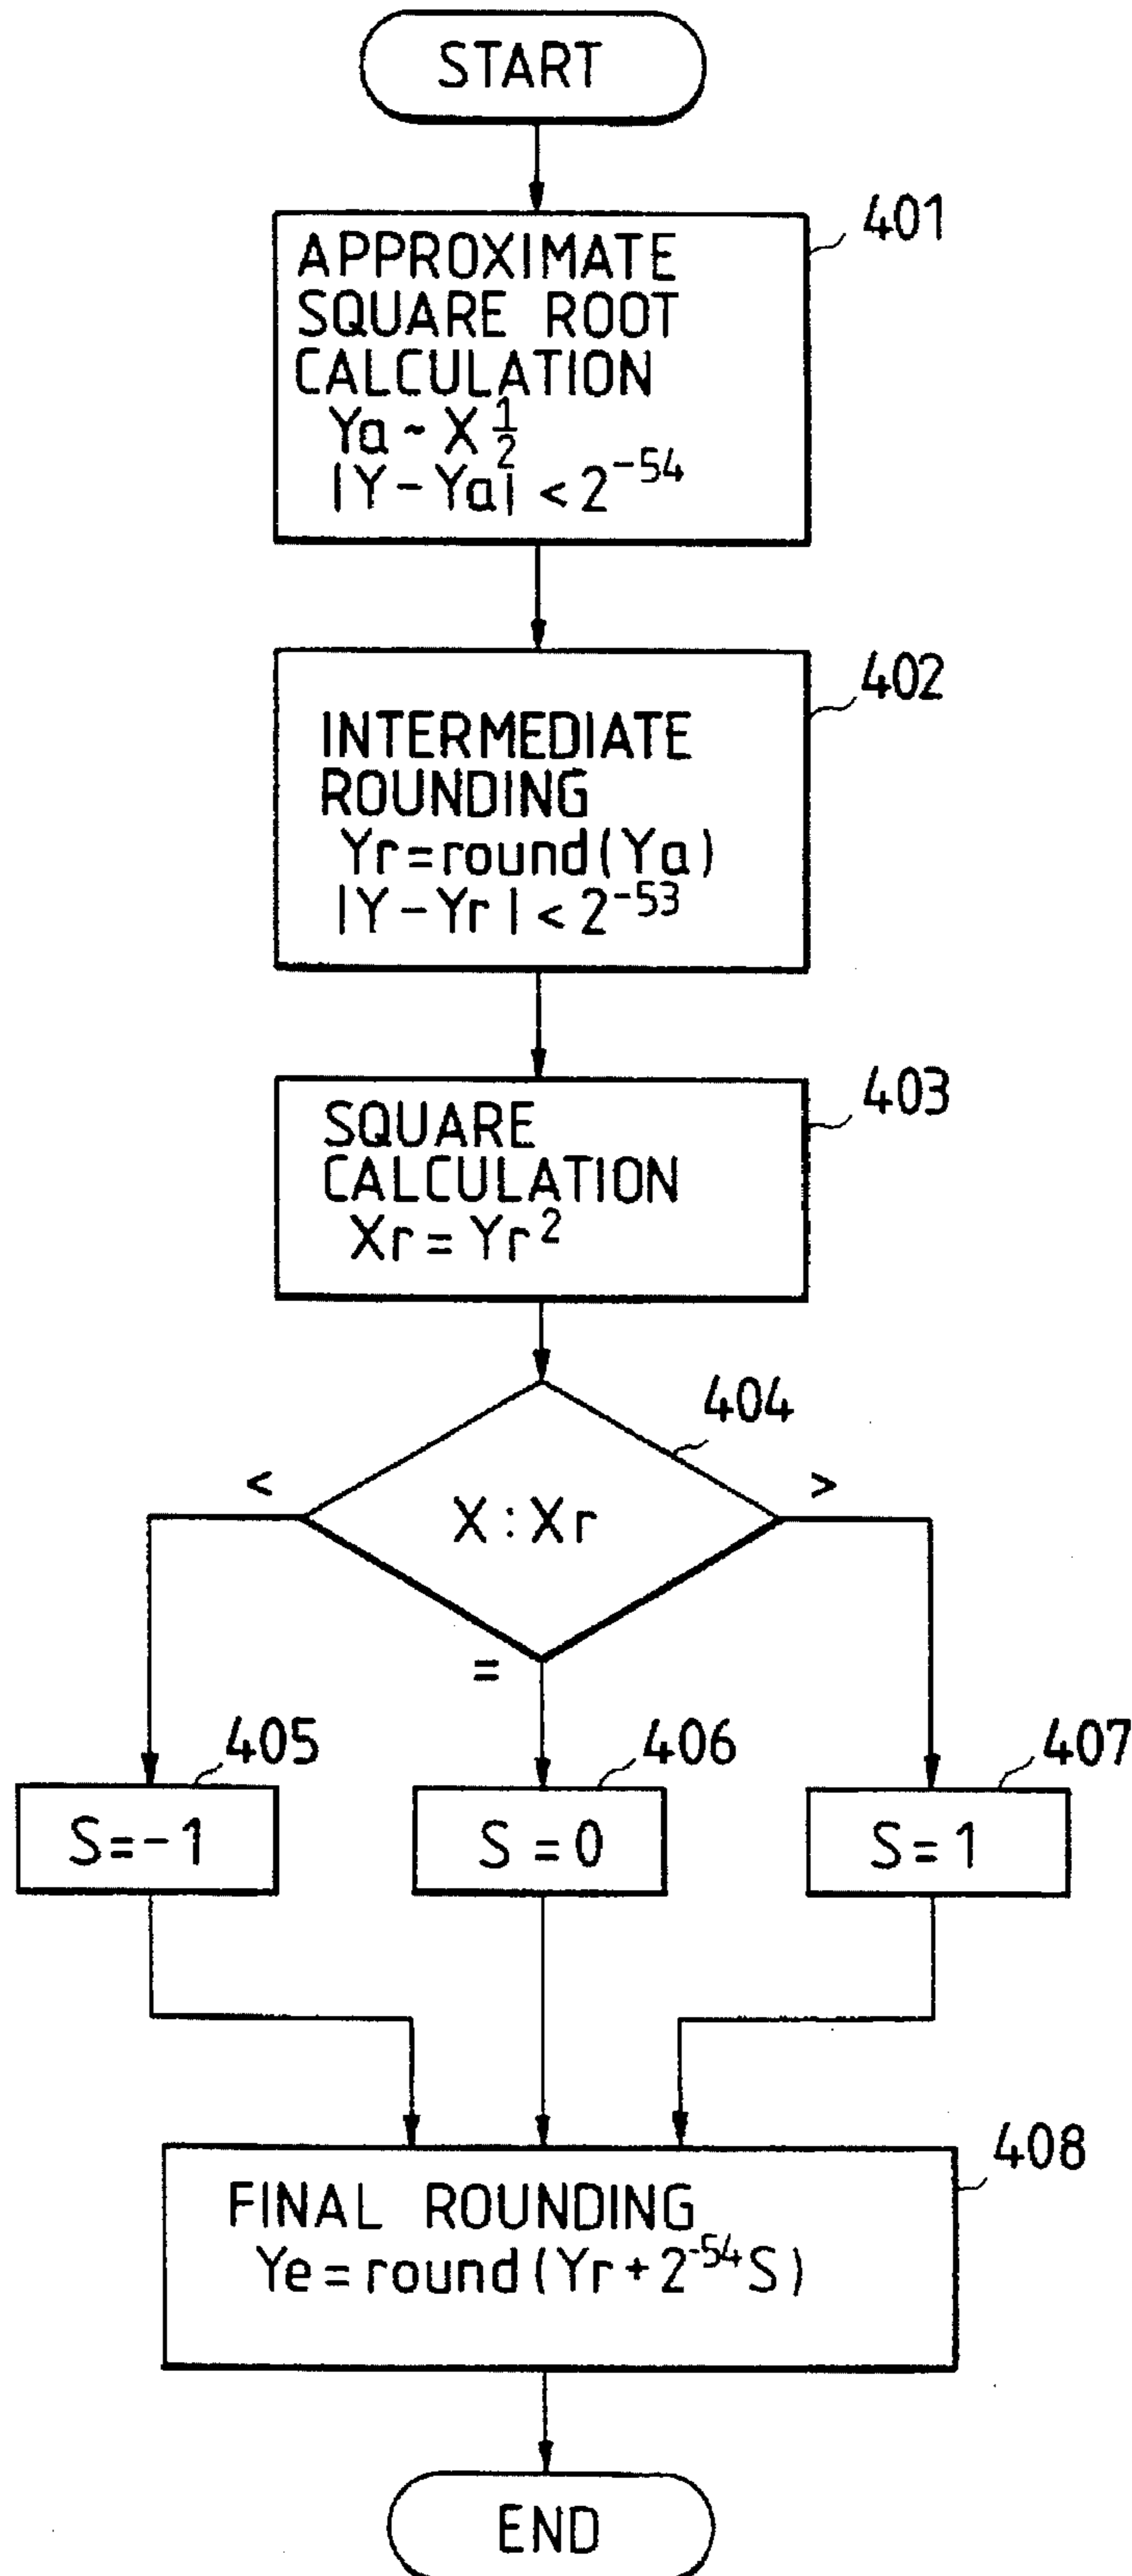 START
401
APPROXIMATE
SQUARE ROOT
CALCULATION
Ya ~ X^1/2
|Y - Ya| < 2^-54
402
INTERMEDIATE
ROUNDING
Yr = round(Ya)
|Y - Yr| < 2^-53
403
SQUARE
CALCULATION
Xr = Yr^2
404
< X : Xr >
=
405 406 407
S = -1 S = 0 S = 1
408
FINAL ROUNDING
Ye = round(Yr + 2^-54 S)
END